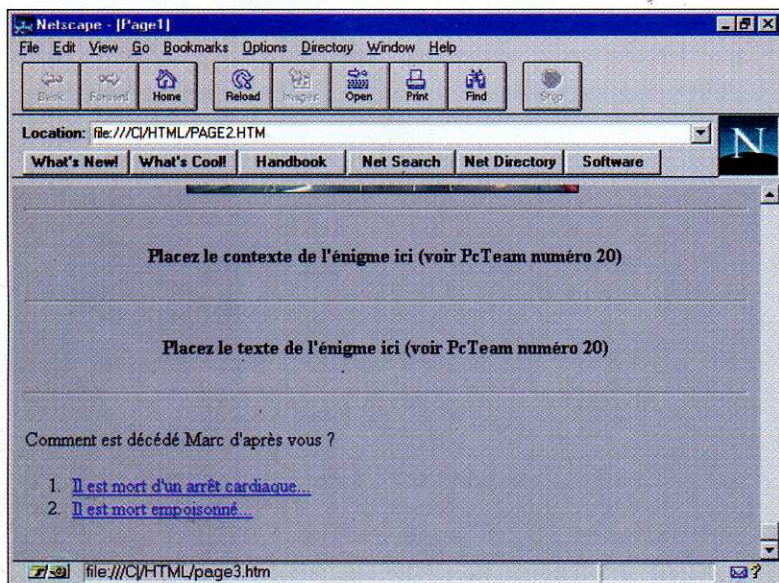 Netscape - [Page1]
File Edit View Go Bookmarks Options Directory Window Help
Back Forward Home Reload Images Open Print Find Stop
Location: file:///C|/HTML/PAGE2.HTM
N
What's New! What's Cool! Handbook Net Search Net Directory Software
Placez le contexte de l'énigme ici (voir PcTeam numéro 20)
Placez le texte de l'énigme ici (voir PcTeam numéro 20)
Comment est décédé Marc d'après vous ?
1. Il est mort d'un arrêt cardiaque...
2. Il est mort empoisonné...
file:///C|/HTML/page3.htm
?